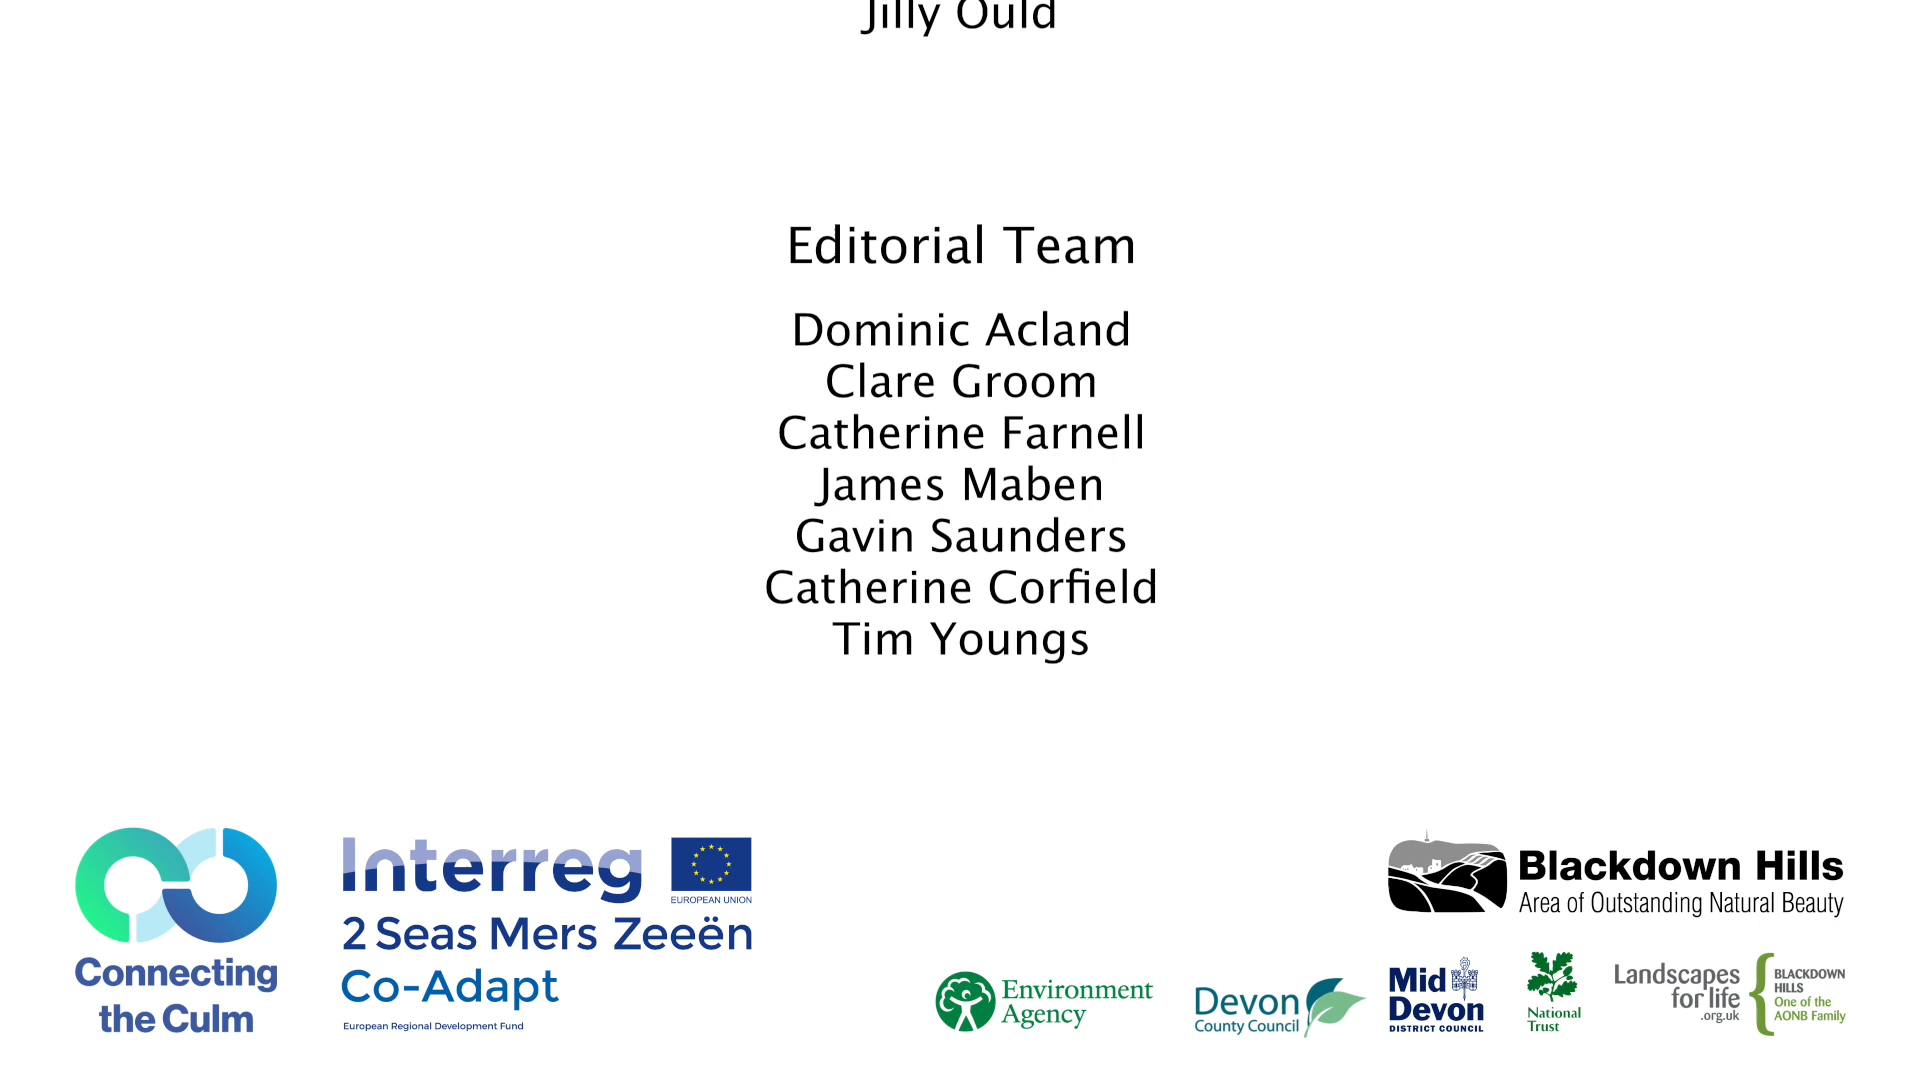 Jilly Ould
Editorial Team
Dominic Acland
Clare Groom
Catherine Farnell
James Maben
Gavin Saunders
Catherine Corfield
Tim Youngs
Connecting
the Culm
Interreg
EUROPEAN UNION
2 Seas Mers Zeeën
Co-Adapt
European Regional Development Fund
Environment
Agency
Devon
County Council
Blackdown Hills
Area of Outstanding Natural Beauty
Mid
Devon
DISTRICT COUNCIL
National
Trust
Landscapes
for life
.org.uk
BLACKDOWN
HILLS
One of the
AONB Family